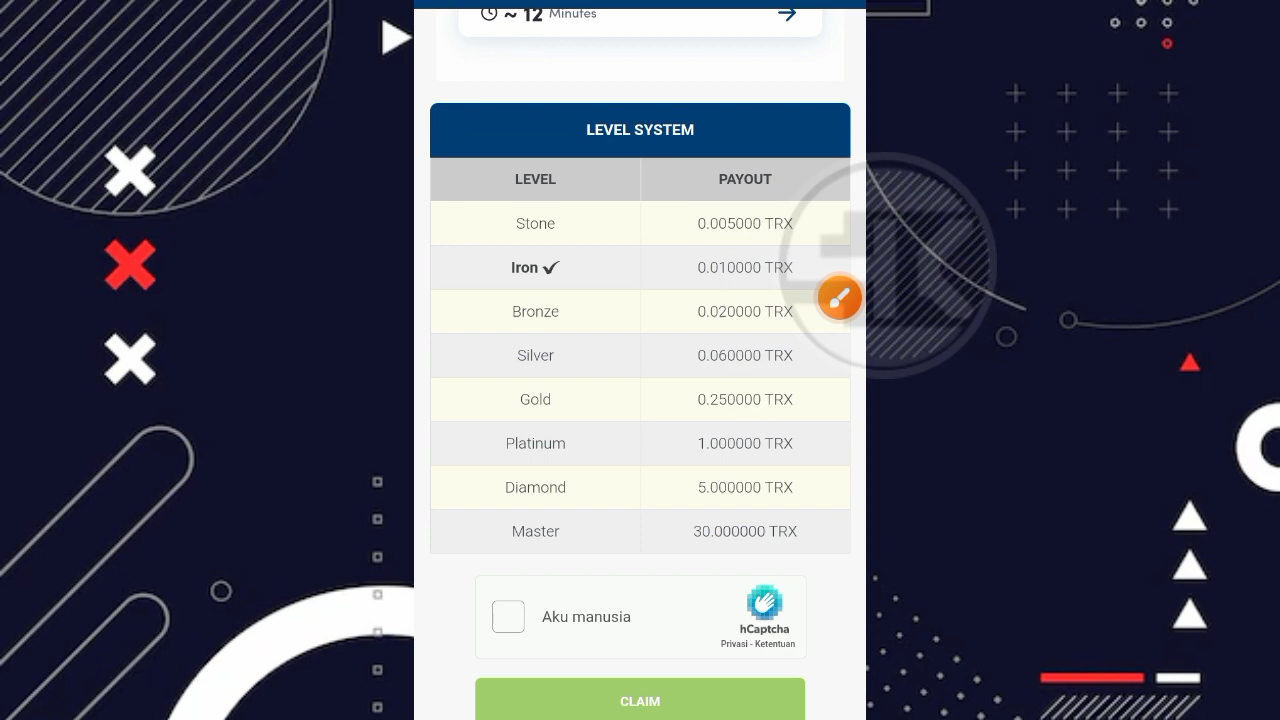 ~ 12 Minutes
LEVEL SYSTEM
LEVEL PAYOUT
Stone 0.005000 TRX
Iron ✓ 0.010000 TRX
Bronze 0.020000 TRX
Silver 0.060000 TRX
Gold 0.250000 TRX
Platinum 1.000000 TRX
Diamond 5.000000 TRX
Master 30.000000 TRX
Aku manusia
hCaptcha
Privasi - Ketentuan
CLAIM